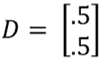 D = [.5
.5]